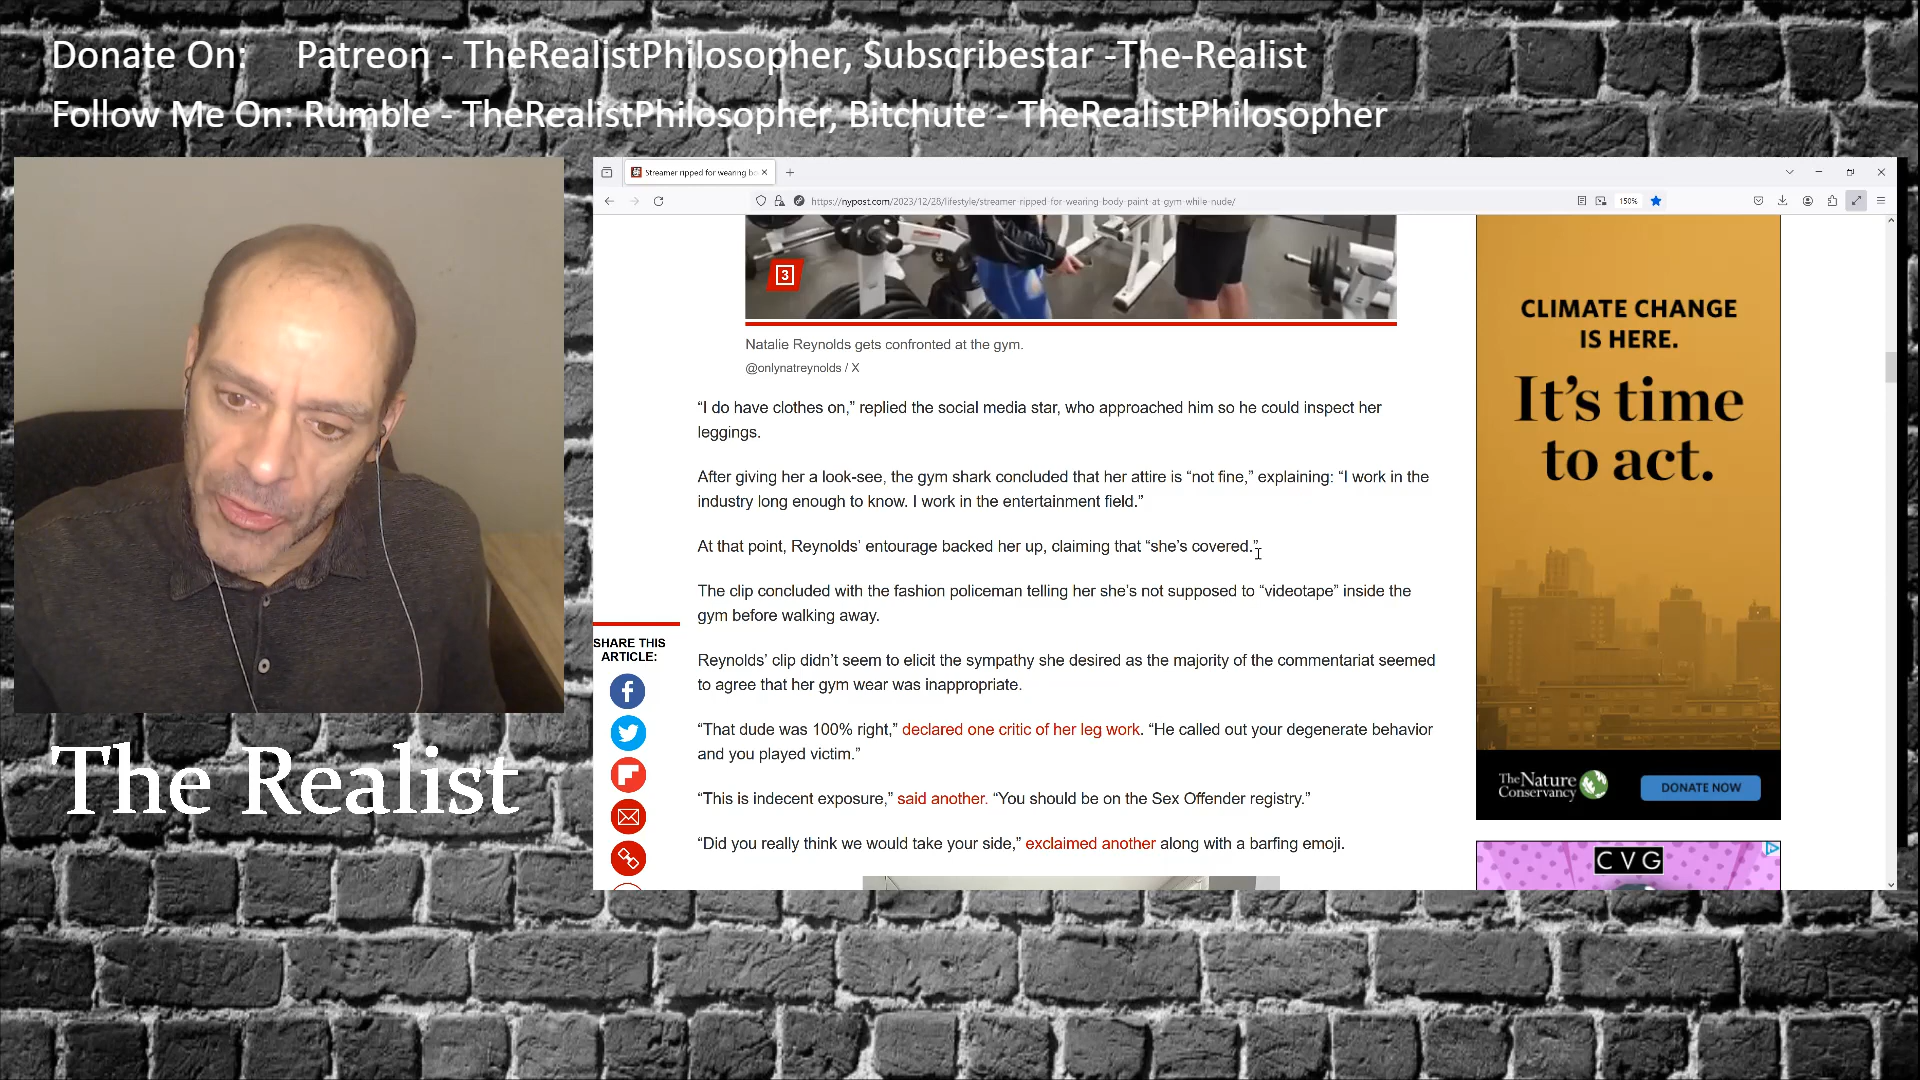 Donate On: Patreon - TheRealistPhilosopher, Subscribestar -The-Realist
Follow Me On: Rumble - TheRealistPhilosopher, Bitchute - TheRealistPhilosopher
Streamer ripped for wearing bo
https://nypost.com/2023/12/28/lifestyle/streamer-ripped-for-wearing-body-paint-at-gym-while-nude/
150%
3
Natalie Reynolds gets confronted at the gym.
@onlynatreynolds / X
“I do have clothes on,” replied the social media star, who approached him so he could inspect her
leggings.
After giving her a look-see, the gym shark concluded that her attire is “not fine,” explaining: “I work in the
industry long enough to know. I work in the entertainment field.”
At that point, Reynolds’ entourage backed her up, claiming that “she’s covered.”
The clip concluded with the fashion policeman telling her she’s not supposed to “videotape” inside the
gym before walking away.
Reynolds’ clip didn’t seem to elicit the sympathy she desired as the majority of the commentariat seemed
to agree that her gym wear was inappropriate.
“That dude was 100% right,” declared one critic of her leg work. “He called out your degenerate behavior
and you played victim.”
“This is indecent exposure,” said another. “You should be on the Sex Offender registry.”
“Did you really think we would take your side,” exclaimed another along with a barfing emoji.
SHARE THIS
ARTICLE:
CLIMATE CHANGE
IS HERE.
It’s time
to act.
The Nature
Conservancy
DONATE NOW
CVG
The Realist